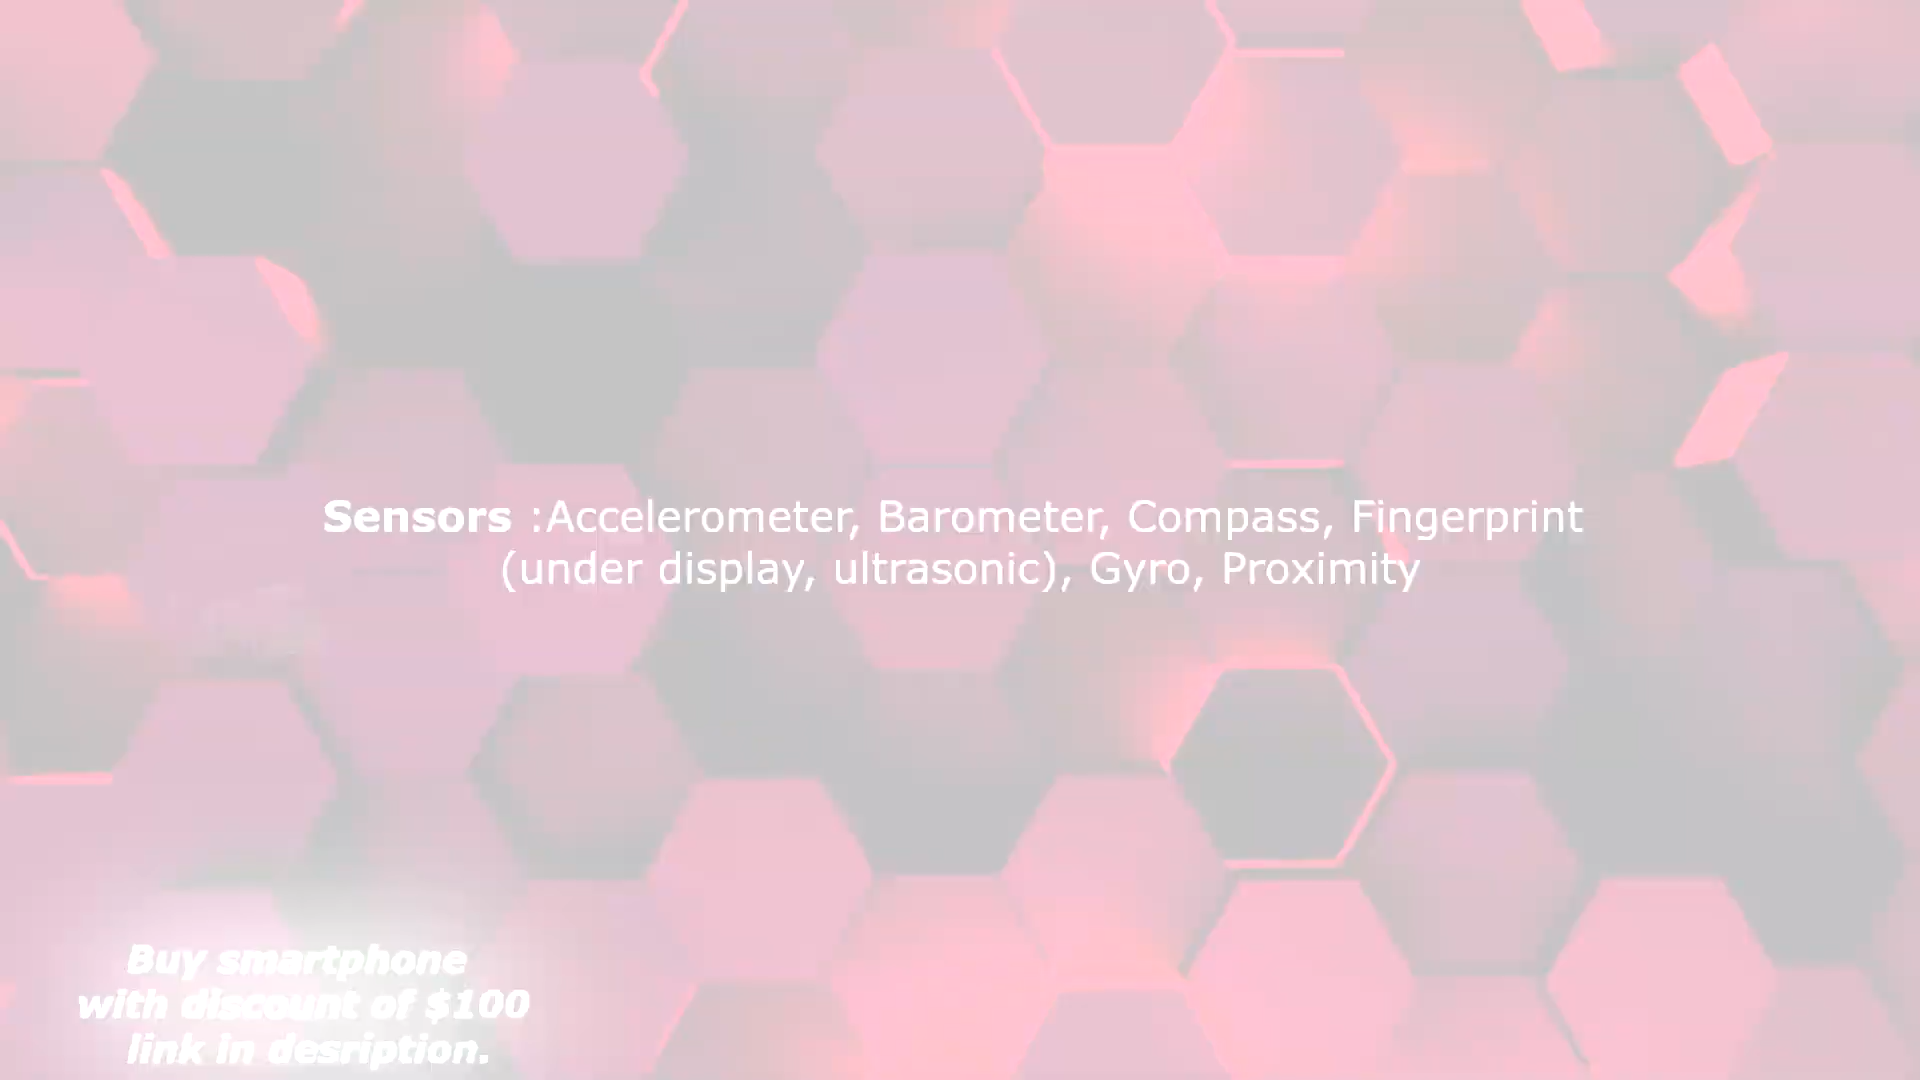 Sensors :Accelerometer, Barometer, Compass, Fingerprint
(under display, ultrasonic), Gyro, Proximity
Buy smartphone
with discount of $100
link in desription.